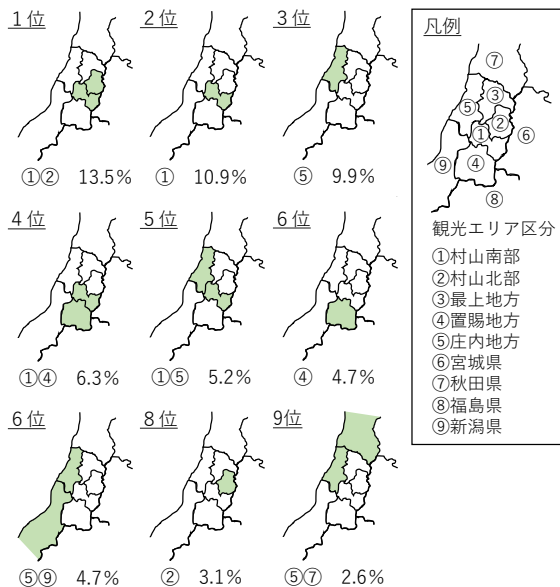 1位
①② 13.5%
2位
① 10.9%
3位
⑤ 9.9%
4位
①④ 6.3%
5位
①⑤ 5.2%
6位
④ 4.7%
6位
⑤⑨ 4.7%
8位
② 3.1%
9位
⑤⑦ 2.6%
凡例
⑦
③
⑤
②
①
⑥
⑨
④
⑧
観光エリア区分
①村山南部
②村山北部
③最上地方
④置賜地方
⑤庄内地方
⑥宮城県
⑦秋田県
⑧福島県
⑨新潟県